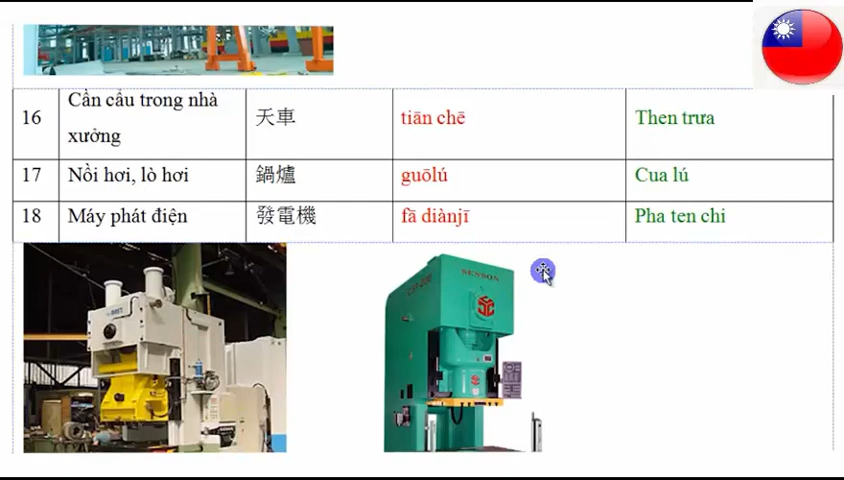 16 Cần cẩu trong nhà xưởng 天車 tiān chē Then trưa
17 Nồi hơi, lò hơi 鍋爐 guōlú Cua lú
18 Máy phát điện 發電機 fā diànjī Pha ten chi
SESSON